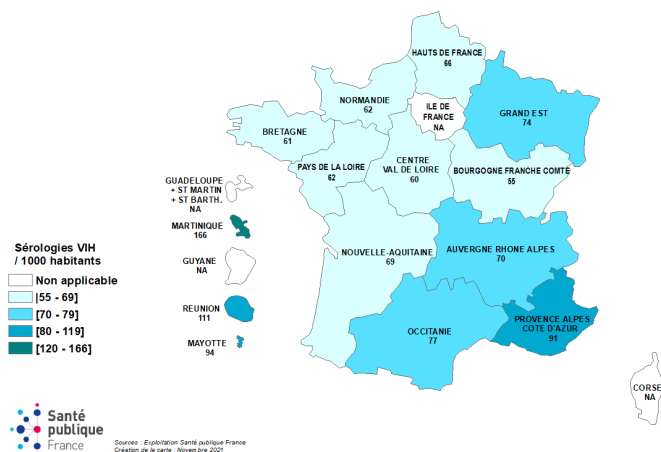 HAUTS DE FRANCE
66
NORMANDIE
62
ILE DE
FRANCE
NA
GRAND EST
74
BRETAGNE
61
PAYS DE LA LOIRE
62
CENTRE
VAL DE LOIRE
60
BOURGOGNE FRANCHE COMTÉ
55
GUADELOUPE
+ ST MARTIN
+ ST BARTH.
NA
MARTINIQUE
166
GUYANE
NA
REUNION
111
MAYOTTE
94
NOUVELLE-AQUITAINE
69
AUVERGNE RHONE ALPES
70
OCCITANIE
77
PROVENCE ALPES
COTE D'AZUR
91
CORSE
NA
Sérologies VIH
/ 1000 habitants
Non applicable
[55 - 69]
[70 - 79]
[80 - 119]
[120 - 166]
Santé
publique
France
Sources : Exploitation Santé publique France
Création de la carte : Novembre 2021